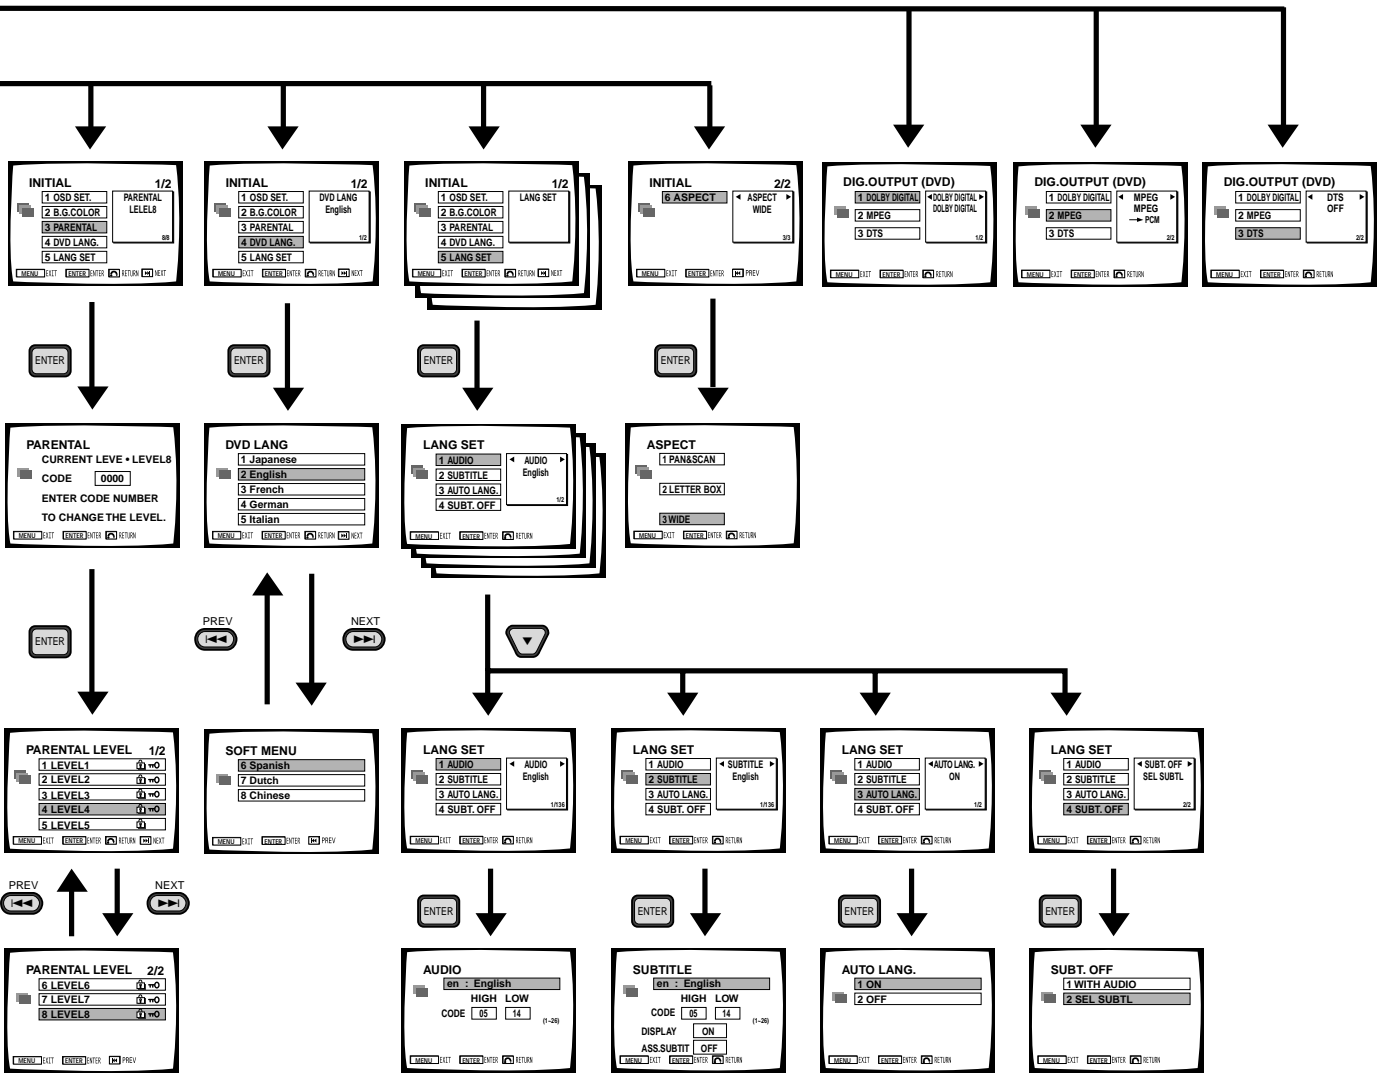 INITIAL 1/2
1 OSD SET.
2 B.G.COLOR
3 PARENTAL
4 DVD LANG.
5 LANG SET
PARENTAL
LELEL8
8/8
MENU EXIT ENTER ENTER RETURN NEXT
INITIAL 1/2
1 OSD SET.
2 B.G.COLOR
3 PARENTAL
4 DVD LANG.
5 LANG SET
DVD LANG
English
1/2
MENU EXIT ENTER ENTER RETURN NEXT
INITIAL 1/2
1 OSD SET.
2 B.G.COLOR
3 PARENTAL
4 DVD LANG.
5 LANG SET
LANG SET
MENU EXIT ENTER ENTER RETURN NEXT
INITIAL 2/2
6 ASPECT
◄ ASPECT ►
WIDE
3/3
MENU EXIT ENTER ENTER PREV
DIG.OUTPUT (DVD)
1 DOLBY DIGITAL
2 MPEG
3 DTS
◄DOLBY DIGITAL►
DOLBY DIGITAL
1/2
MENU EXIT ENTER ENTER RETURN
DIG.OUTPUT (DVD)
1 DOLBY DIGITAL
2 MPEG
3 DTS
◄ MPEG ►
MPEG
→ PCM
2/2
MENU EXIT ENTER ENTER RETURN
DIG.OUTPUT (DVD)
1 DOLBY DIGITAL
2 MPEG
3 DTS
◄ DTS ►
OFF
2/2
MENU EXIT ENTER ENTER RETURN
ENTER
ENTER
ENTER
ENTER
PARENTAL
CURRENT LEVE • LEVEL8
CODE 0000
ENTER CODE NUMBER
TO CHANGE THE LEVEL.
MENU EXIT ENTER ENTER RETURN
DVD LANG
1 Japanese
2 English
3 French
4 German
5 Italian
MENU EXIT ENTER ENTER RETURN NEXT
LANG SET
1 AUDIO
2 SUBTITLE
3 AUTO LANG.
4 SUBT. OFF
◄ AUDIO ►
English
1/2
MENU EXIT ENTER ENTER RETURN
ASPECT
1 PAN&SCAN
2 LETTER BOX
3 WIDE
MENU EXIT ENTER ENTER RETURN
ENTER
PREV
NEXT
PARENTAL LEVEL 1/2
1 LEVEL1
2 LEVEL2
3 LEVEL3
4 LEVEL4
5 LEVEL5
MENU EXIT ENTER ENTER RETURN NEXT
SOFT MENU
6 Spanish
7 Dutch
8 Chinese
MENU EXIT ENTER ENTER PREV
LANG SET
1 AUDIO
2 SUBTITLE
3 AUTO LANG.
4 SUBT. OFF
◄ AUDIO ►
English
1/136
MENU EXIT ENTER ENTER RETURN
LANG SET
1 AUDIO
2 SUBTITLE
3 AUTO LANG.
4 SUBT. OFF
◄ SUBTITLE ►
English
1/136
MENU EXIT ENTER ENTER RETURN
LANG SET
1 AUDIO
2 SUBTITLE
3 AUTO LANG.
4 SUBT. OFF
◄AUTO LANG. ►
ON
1/2
MENU EXIT ENTER ENTER RETURN
LANG SET
1 AUDIO
2 SUBTITLE
3 AUTO LANG.
4 SUBT. OFF
◄ SUBT. OFF ►
SEL SUBTL
2/2
MENU EXIT ENTER ENTER RETURN
PREV
NEXT
ENTER
ENTER
ENTER
ENTER
PARENTAL LEVEL 2/2
6 LEVEL6
7 LEVEL7
8 LEVEL8
MENU EXIT ENTER ENTER PREV
AUDIO
en : English
HIGH LOW
CODE 05 14
(1~26)
MENU EXIT ENTER ENTER RETURN
SUBTITLE
en : English
HIGH LOW
CODE 05 14
(1~26)
DISPLAY ON
ASS.SUBTIT OFF
MENU EXIT ENTER ENTER RETURN
AUTO LANG.
1 ON
2 OFF
MENU EXIT ENTER ENTER RETURN
SUBT. OFF
1 WITH AUDIO
2 SEL SUBTL
MENU EXIT ENTER ENTER RETURN